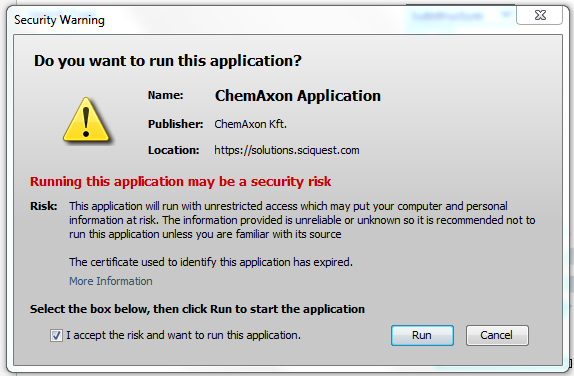 Security Warning
Do you want to run this application?
Name: ChemAxon Application
Publisher: ChemAxon Kft.
Location: https://solutions.sciquest.com
Running this application may be a security risk
Risk: This application will run with unrestricted access which may put your computer and personal
information at risk. The information provided is unreliable or unknown so it is recommended not to
run this application unless you are familiar with its source
The certificate used to identify this application has expired.
More Information
Select the box below, then click Run to start the application
I accept the risk and want to run this application.
Run Cancel